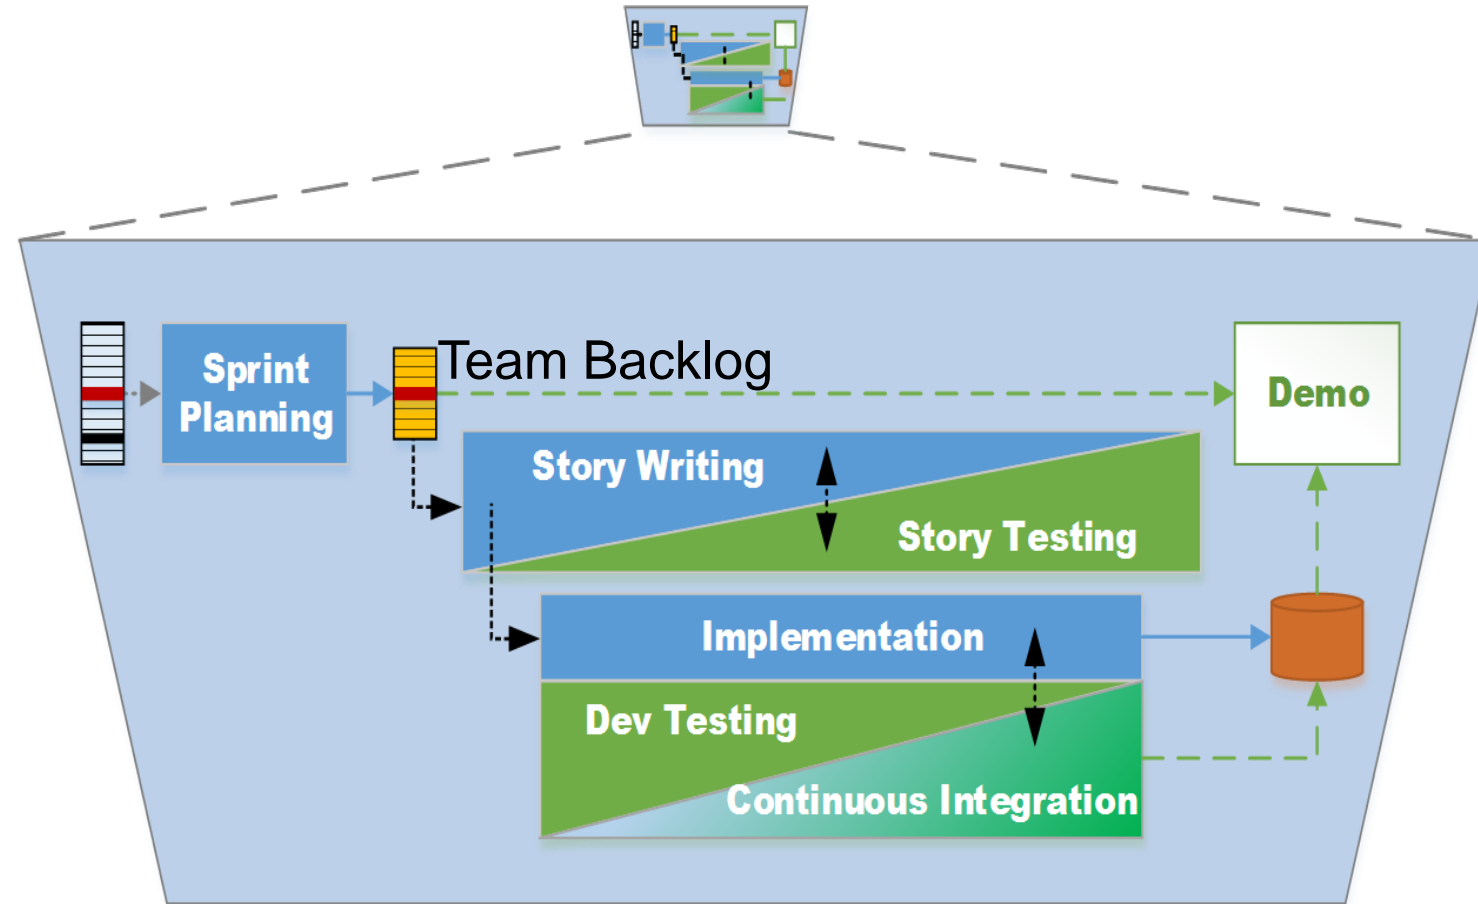 Sprint
Planning
Team Backlog
Demo
Story Writing
Story Testing
Implementation
Dev Testing
Continuous Integration